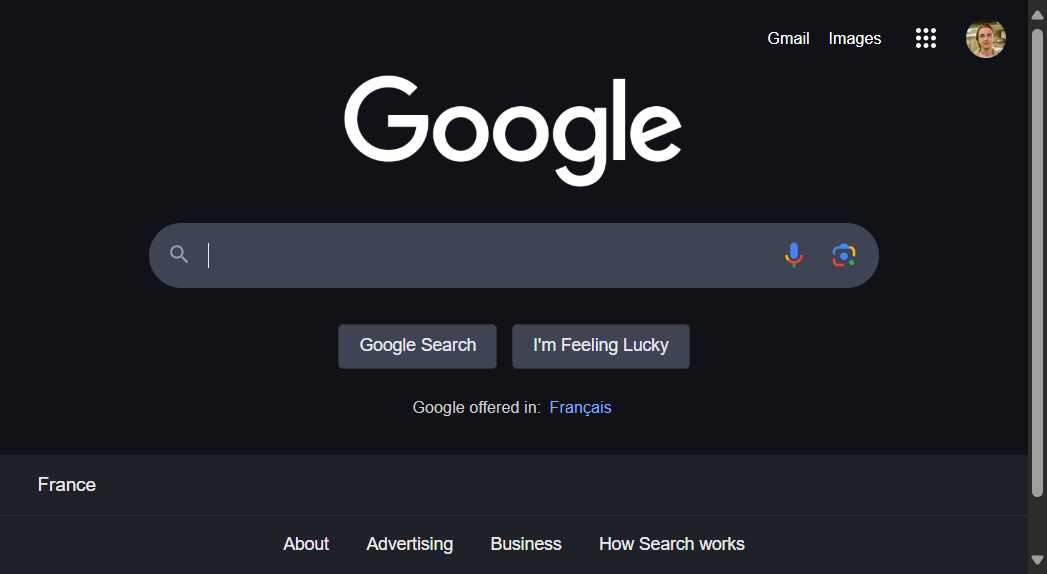 Gmail Images
Google
Google Search I'm Feeling Lucky
Google offered in: Français
France
About Advertising Business How Search works